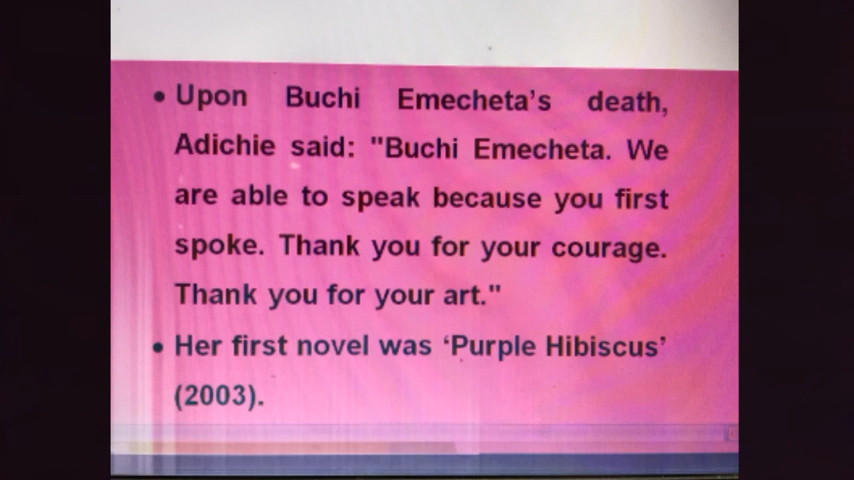 • Upon Buchi Emecheta’s death,
Adichie said: "Buchi Emecheta. We
are able to speak because you first
spoke. Thank you for your courage.
Thank you for your art."
• Her first novel was ‘Purple Hibiscus’
(2003).